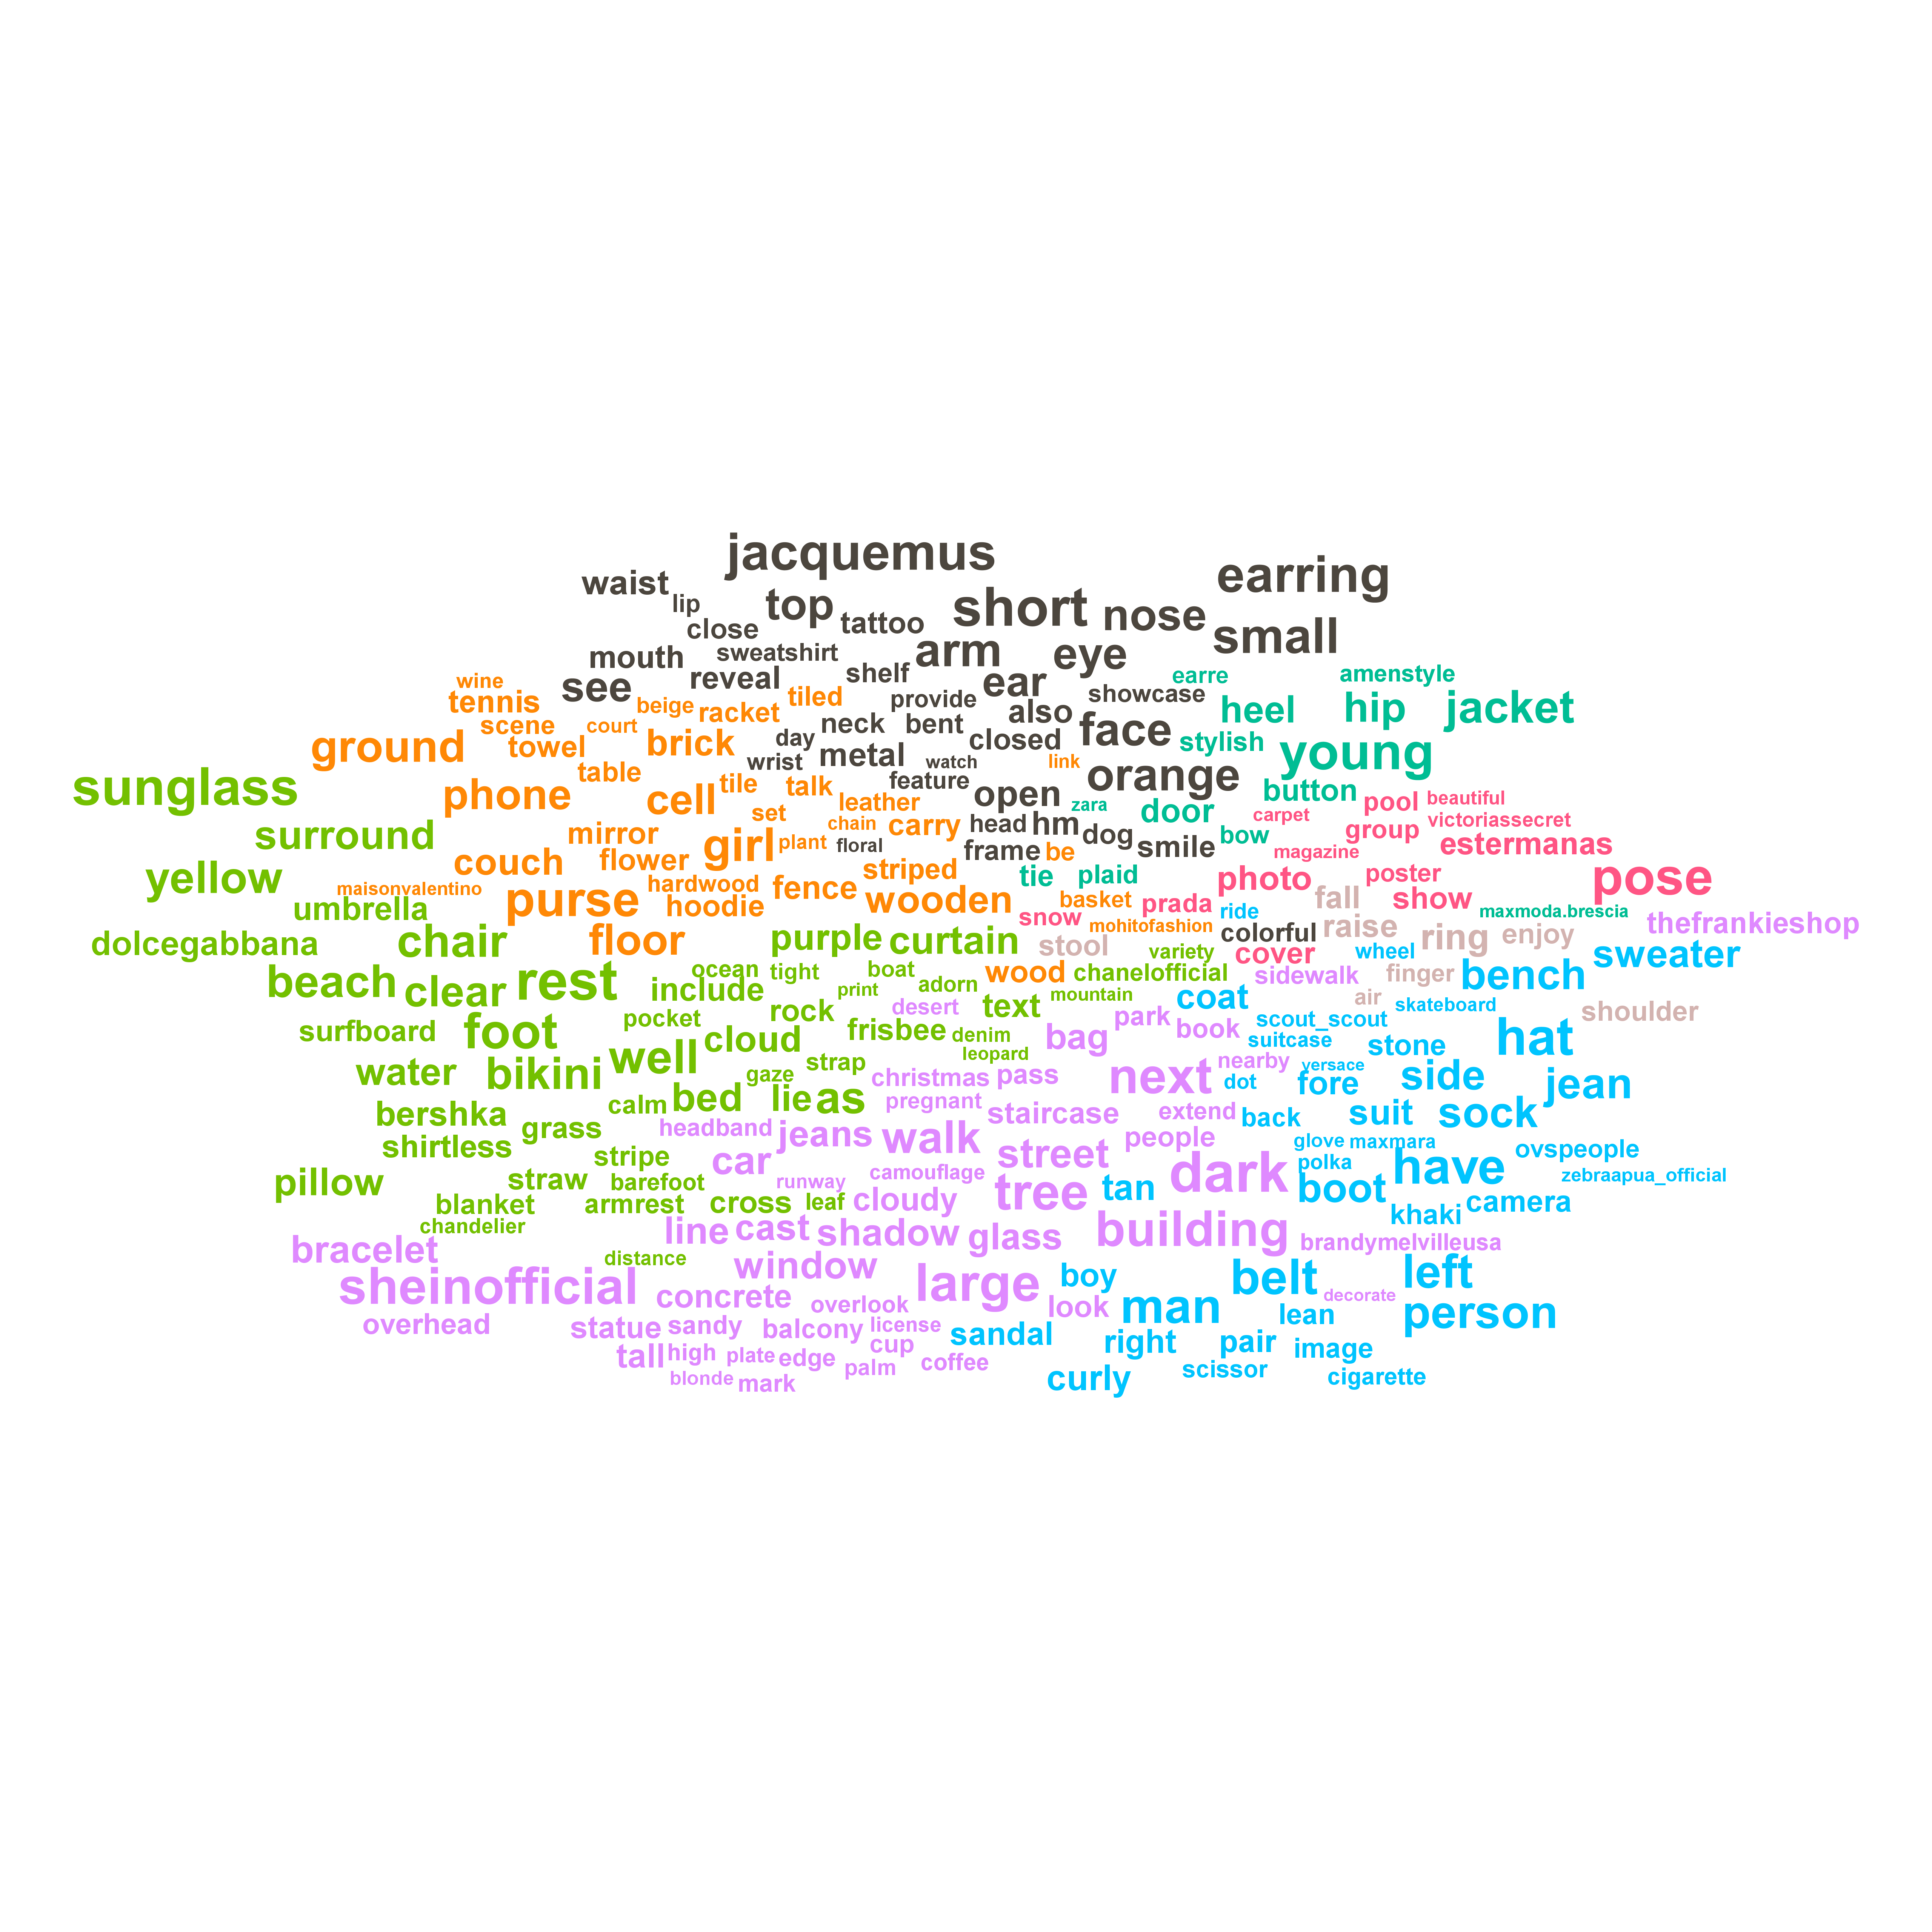 jacquemus
waist lip top short nose earring
close tattoo small
mouth sweatshirt arm eye
wine see reveal shelf ear showcase earre amenstyle
tennis beige racket tiled provide also heel hip jacket
scene court neck bent face stylish
ground towel brick day closed young
table wrist metal watch link orange
sunglass phone cell tile talk feature open button
set leather zara door pool beautiful
surround mirror chain carry head hm carpet victoriassecret
girl plant floral dog smile bow group estermanas
couch flower frame be magazine
yellow striped tie plaid photo poster pose
maisonvalentino purse hardwood fence wooden basket prada fall show
umbrella hoodie snow mohitofashion ride raise maxmoda.brescia thefrankieshop
dolcegabbana chair floor purple curtain stool variety colorful ring enjoy
cover wheel sweater
beach clear rest include ocean tight boat adorn wood chanelofficial sidewalk finger bench
print mountain coat air skateboard
surfboard foot pocket rock desert text park scout_scout shoulder
cloud frisbee denim bag book suitcase stone hat
water bikini well gaze strap christmas leopard pass next nearby versace side
calm bed lie as pregnant dot fore jean
bershka grass headband jeans staircase extend back suit sock
shirtless stripe walk street people glove maxmara ovspeople
pillow straw barefoot car runway camouflage tree tan dark polka have zebraapua_official
blanket armrest cross leaf cloudy boot khaki camera
chandelier line cast shadow glass building
bracelet distance window brandymelvilleusa
sheinofficial concrete overlook large boy belt decorate left
overhead statue sandy balcony license look man lean person
tall high plate edge cup sandal right pair image
blonde mark palm coffee curly scissor cigarette